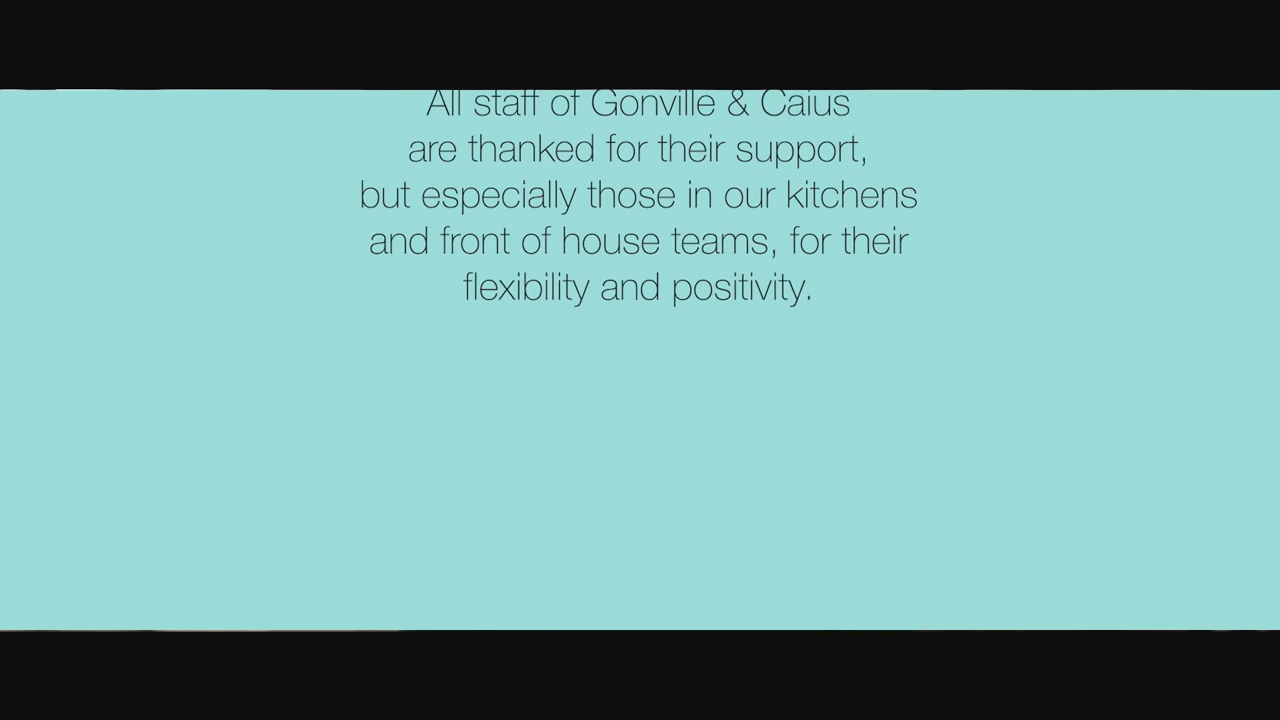 All staff of Gonville & Caius
are thanked for their support,
but especially those in our kitchens
and front of house teams, for their
flexibility and positivity.